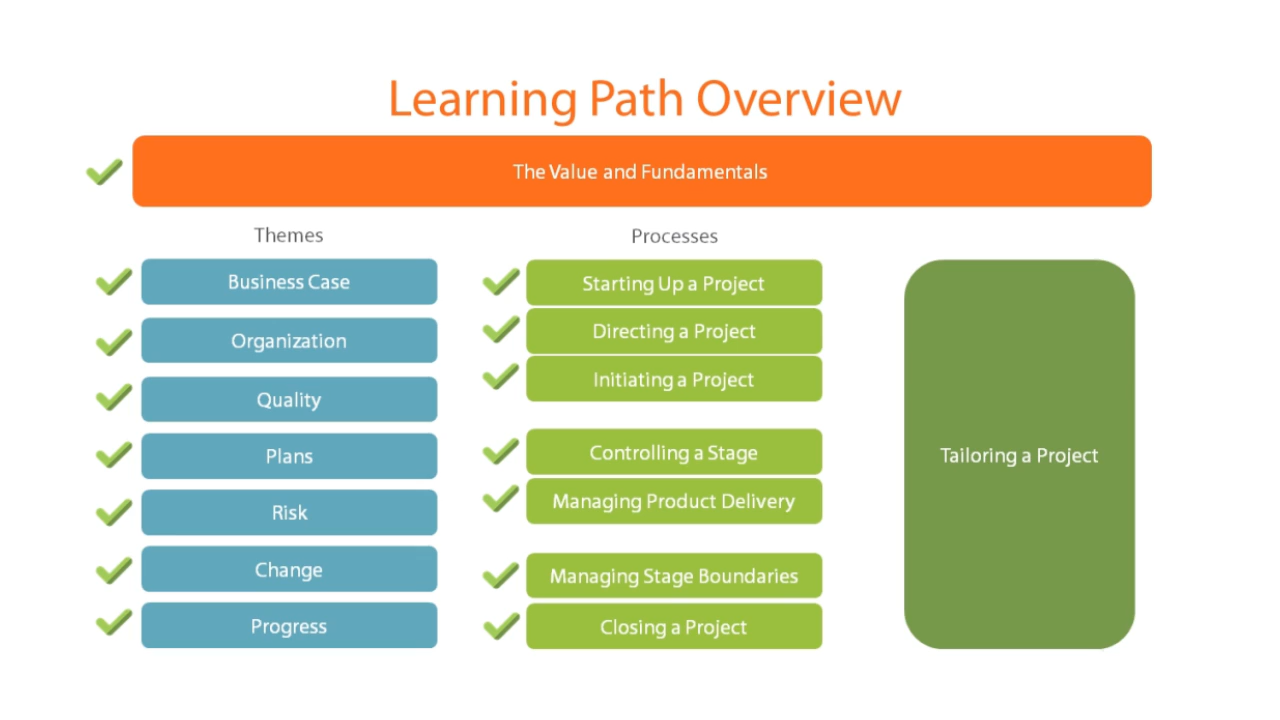 Learning Path Overview
The Value and Fundamentals
Themes
Business Case
Organization
Quality
Plans
Risk
Change
Progress
Processes
Starting Up a Project
Directing a Project
Initiating a Project
Controlling a Stage
Managing Product Delivery
Managing Stage Boundaries
Closing a Project
Tailoring a Project